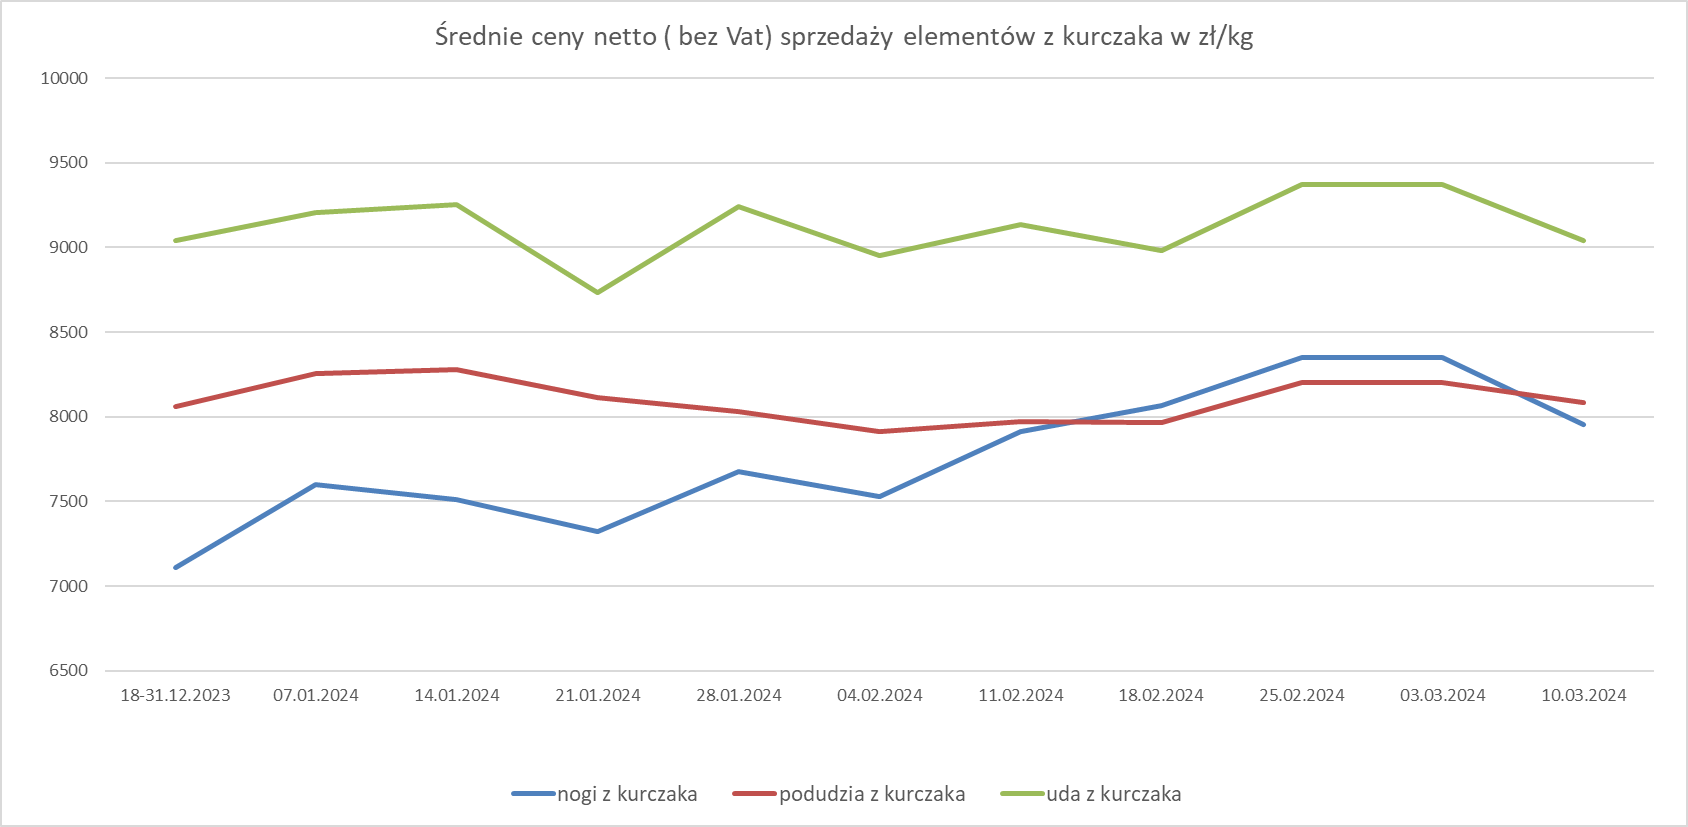 Średnie ceny netto ( bez Vat) sprzedaży elementów z kurczaka w zł/kg
10000
9500
9000
8500
8000
7500
7000
6500
18-31.12.2023 07.01.2024 14.01.2024 21.01.2024 28.01.2024 04.02.2024 11.02.2024 18.02.2024 25.02.2024 03.03.2024 10.03.2024
nogi z kurczaka podudzia z kurczaka uda z kurczaka